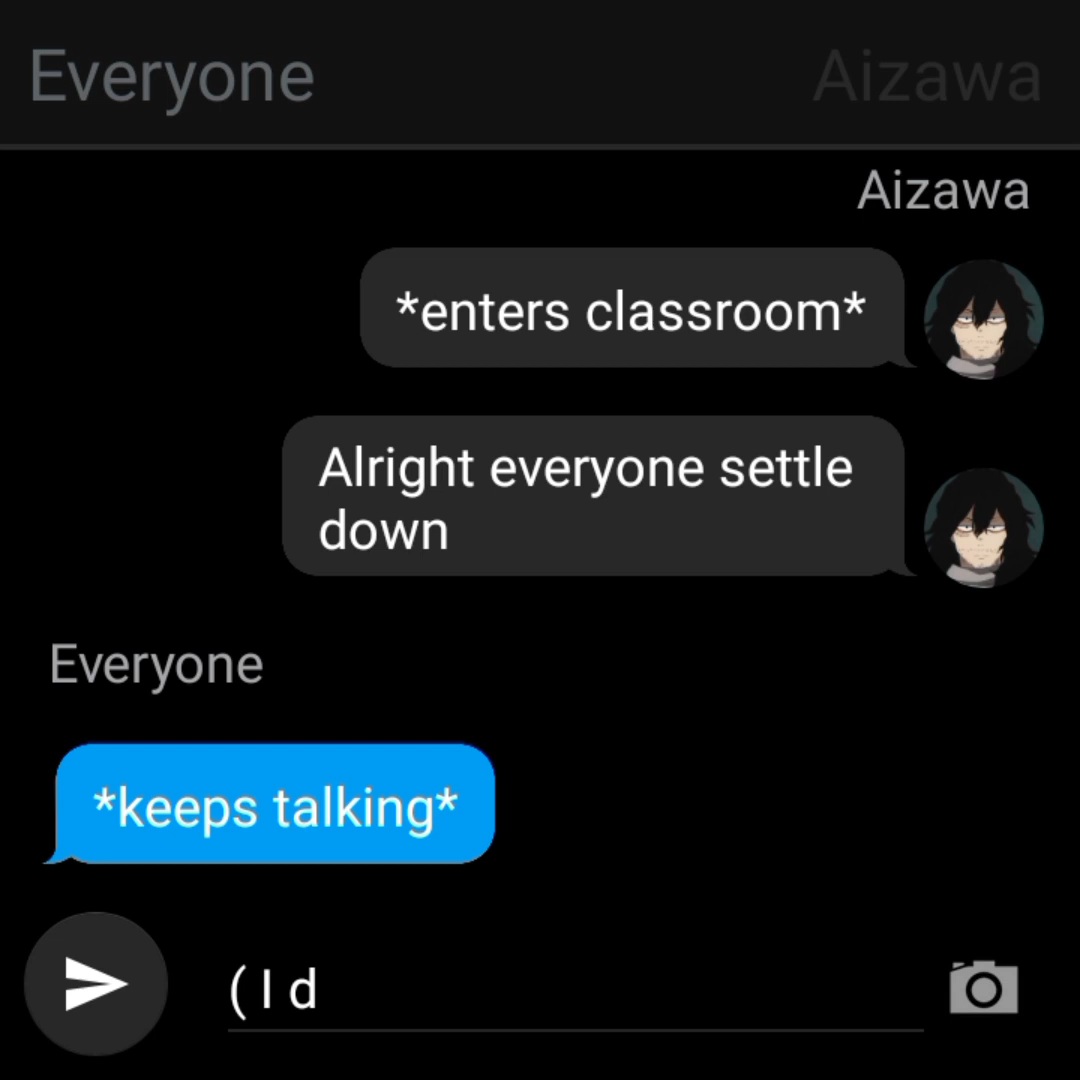 Everyone Aizawa
Aizawa
*enters classroom*
Alright everyone settle
down
Everyone
*keeps talking*
( I d